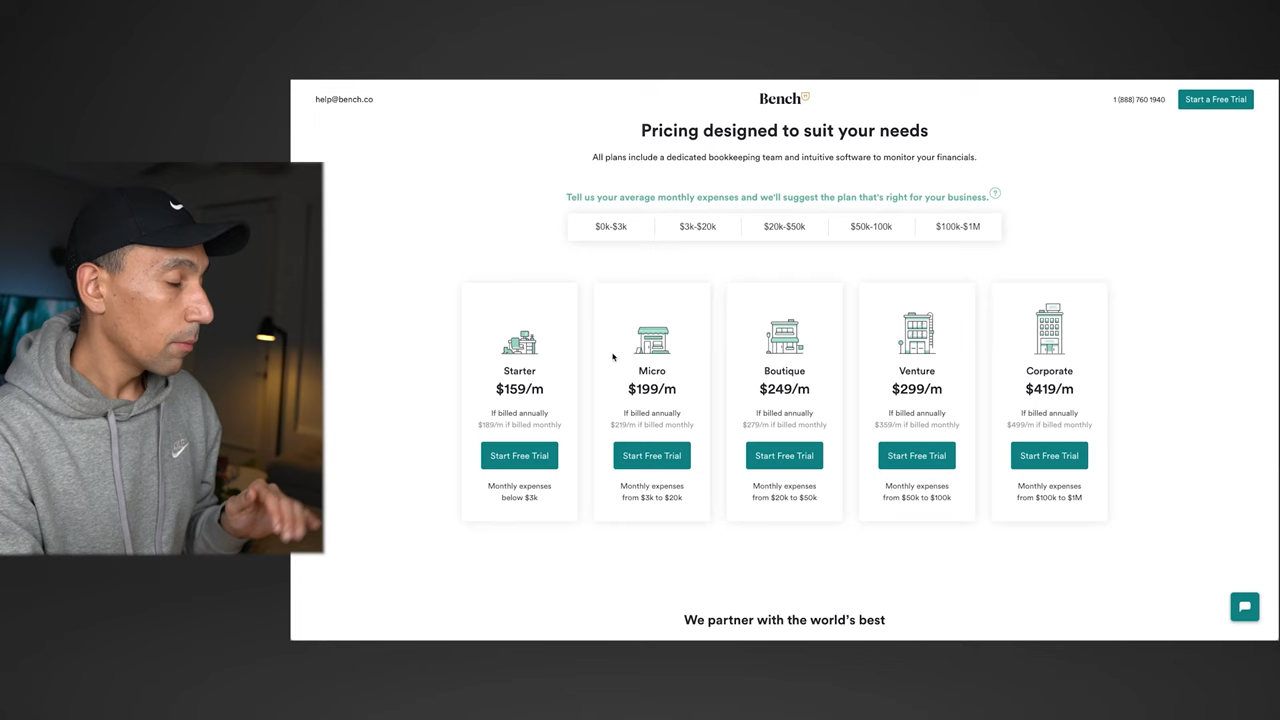 help@bench.co
Bench
1 (888) 760 1940
Start a Free Trial
Pricing designed to suit your needs
All plans include a dedicated bookkeeping team and intuitive software to monitor your financials.
Tell us your average monthly expenses and we'll suggest the plan that's right for your business. ?
$0k-$3k
$3k-$20k
$20k-$50k
$50k-100k
$100k-$1M
Starter
$159/m
If billed annually
$189/m if billed monthly
Start Free Trial
Monthly expenses
below $3k
Micro
$199/m
If billed annually
$219/m if billed monthly
Start Free Trial
Monthly expenses
from $3k to $20k
Boutique
$249/m
If billed annually
$279/m if billed monthly
Start Free Trial
Monthly expenses
from $20k to $50k
Venture
$299/m
If billed annually
$359/m if billed monthly
Start Free Trial
Monthly expenses
from $50k to $100k
Corporate
$419/m
If billed annually
$499/m if billed monthly
Start Free Trial
Monthly expenses
from $100k to $1M
We partner with the world's best